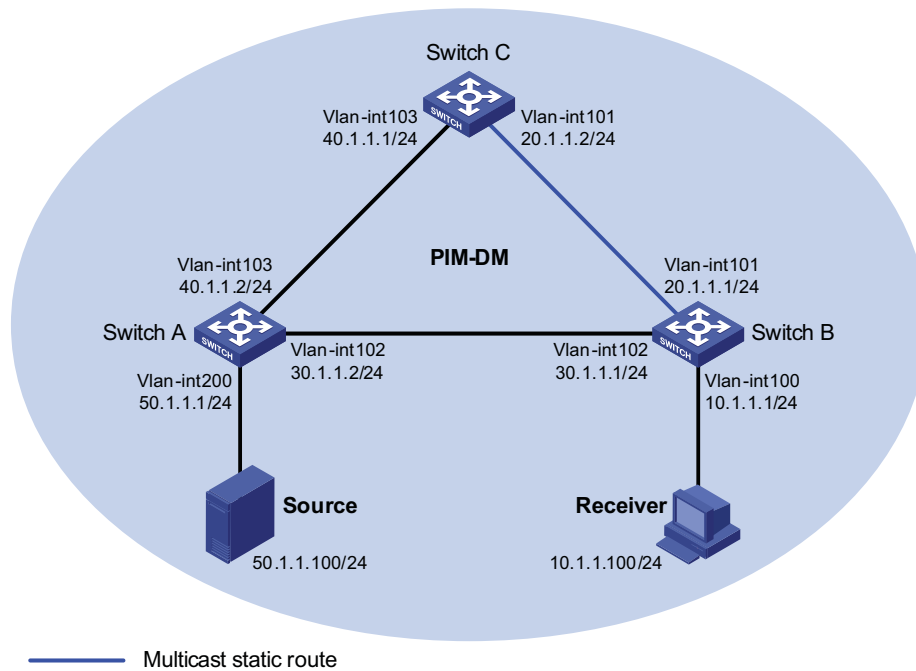 Switch C
SWITCH
Vlan-int103
40.1.1.1/24
Vlan-int101
20.1.1.2/24
PIM-DM
Vlan-int103
40.1.1.2/24
Vlan-int101
20.1.1.1/24
Switch A
SWITCH
SWITCH
Switch B
Vlan-int102
30.1.1.2/24
Vlan-int102
30.1.1.1/24
Vlan-int200
50.1.1.1/24
Vlan-int100
10.1.1.1/24
Source
Receiver
50.1.1.100/24
10.1.1.100/24
Multicast static route